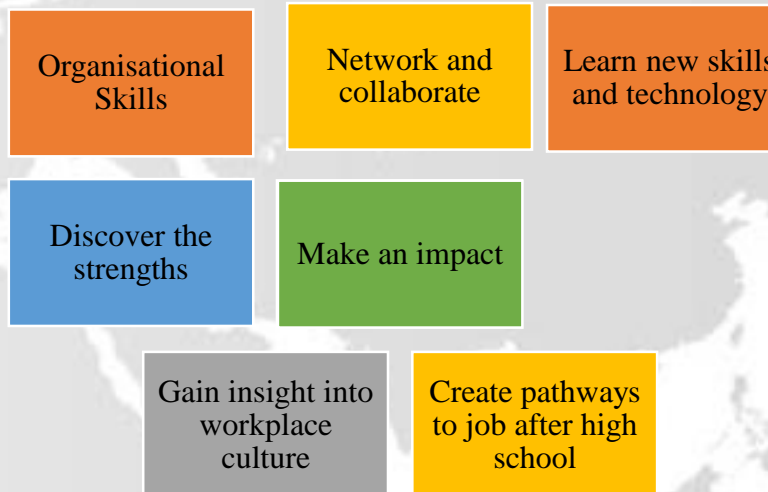 Organisational
Skills
Network and
collaborate
Learn new skills
and technology
Discover the
strengths
Make an impact
Gain insight into
workplace
culture
Create pathways
to job after high
school